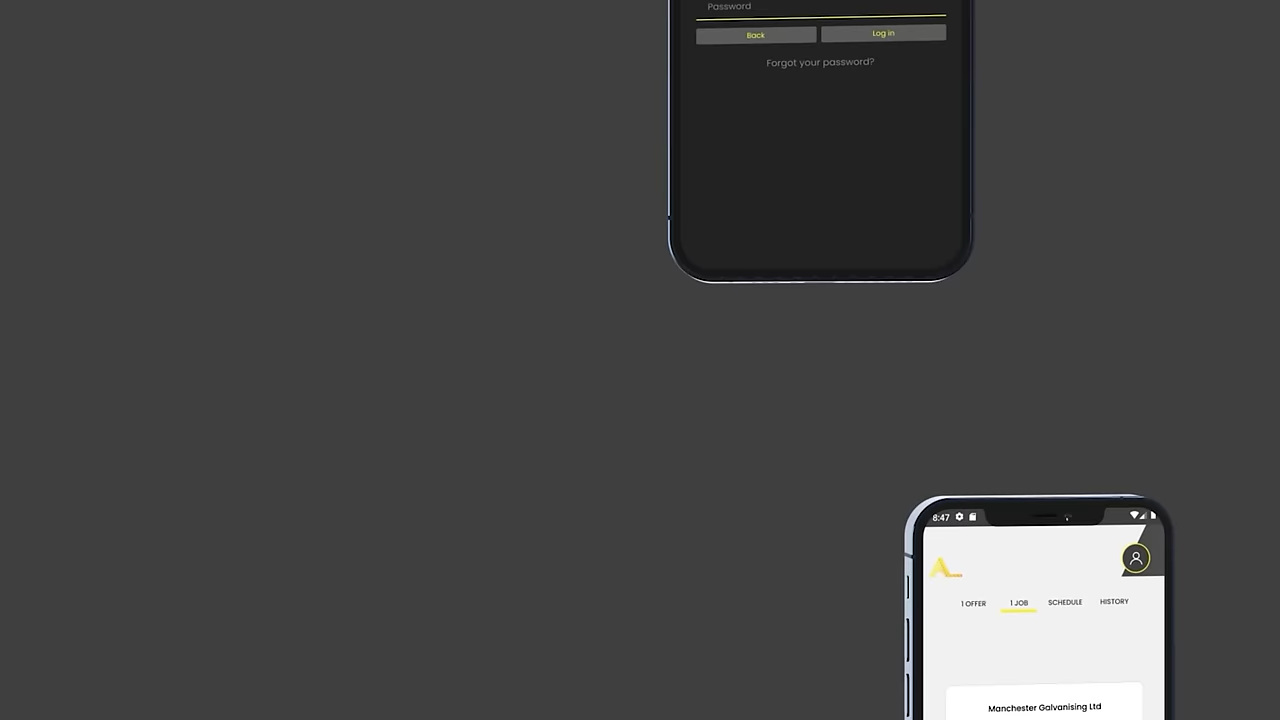 Password
Back
Log in
Forgot your password?
8:47
1 OFFER
1 JOB
SCHEDULE
HISTORY
Manchester Galvanising Ltd